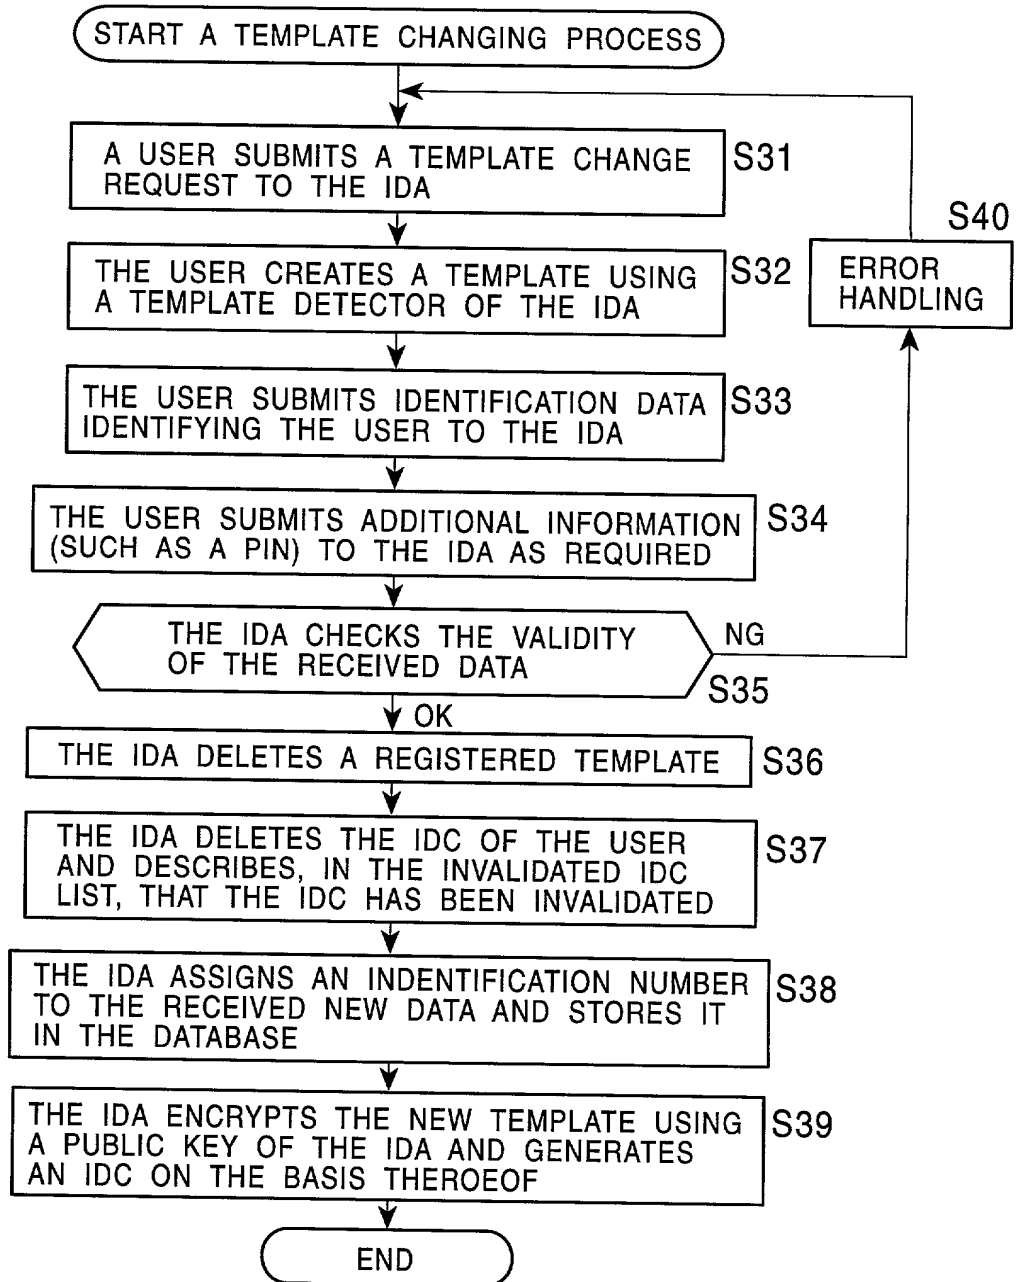 START A TEMPLATE CHANGING PROCESS
A USER SUBMITS A TEMPLATE CHANGE
REQUEST TO THE IDA
S31
THE USER CREATES A TEMPLATE USING
A TEMPLATE DETECTOR OF THE IDA
S32
S40
ERROR
HANDLING
THE USER SUBMITS IDENTIFICATION DATA
IDENTIFYING THE USER TO THE IDA
S33
THE USER SUBMITS ADDITIONAL INFORMATION
(SUCH AS A PIN) TO THE IDA AS REQUIRED
S34
THE IDA CHECKS THE VALIDITY
OF THE RECEIVED DATA
NG
S35
OK
THE IDA DELETES A REGISTERED TEMPLATE
S36
THE IDA DELETES THE IDC OF THE USER
AND DESCRIBES, IN THE INVALIDATED IDC
LIST, THAT THE IDC HAS BEEN INVALIDATED
S37
THE IDA ASSIGNS AN INDENTIFICATION NUMBER
TO THE RECEIVED NEW DATA AND STORES IT
IN THE DATABASE
S38
THE IDA ENCRYPTS THE NEW TEMPLATE USING
A PUBLIC KEY OF THE IDA AND GENERATES
AN IDC ON THE BASIS THEROEOF
S39
END